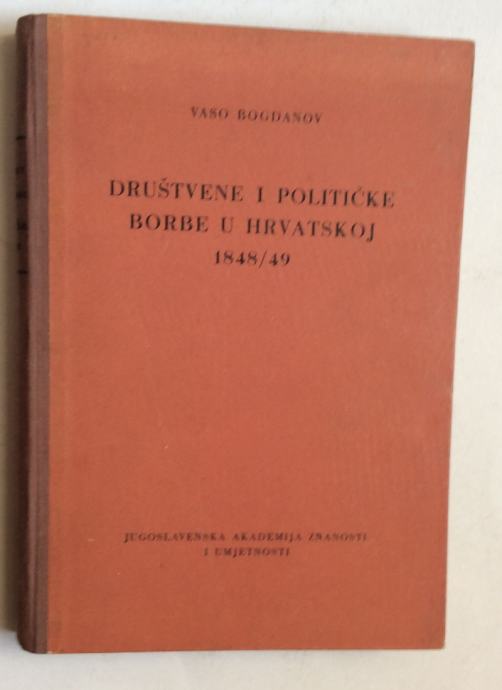 VASO BOGDANOV
DRUŠTVENE I POLITIČKE
BORBE U HRVATSKOJ
1848/49
JUGOSLAVENSKA AKADEMIJA ZNANOSTI
I UMJETNOSTI